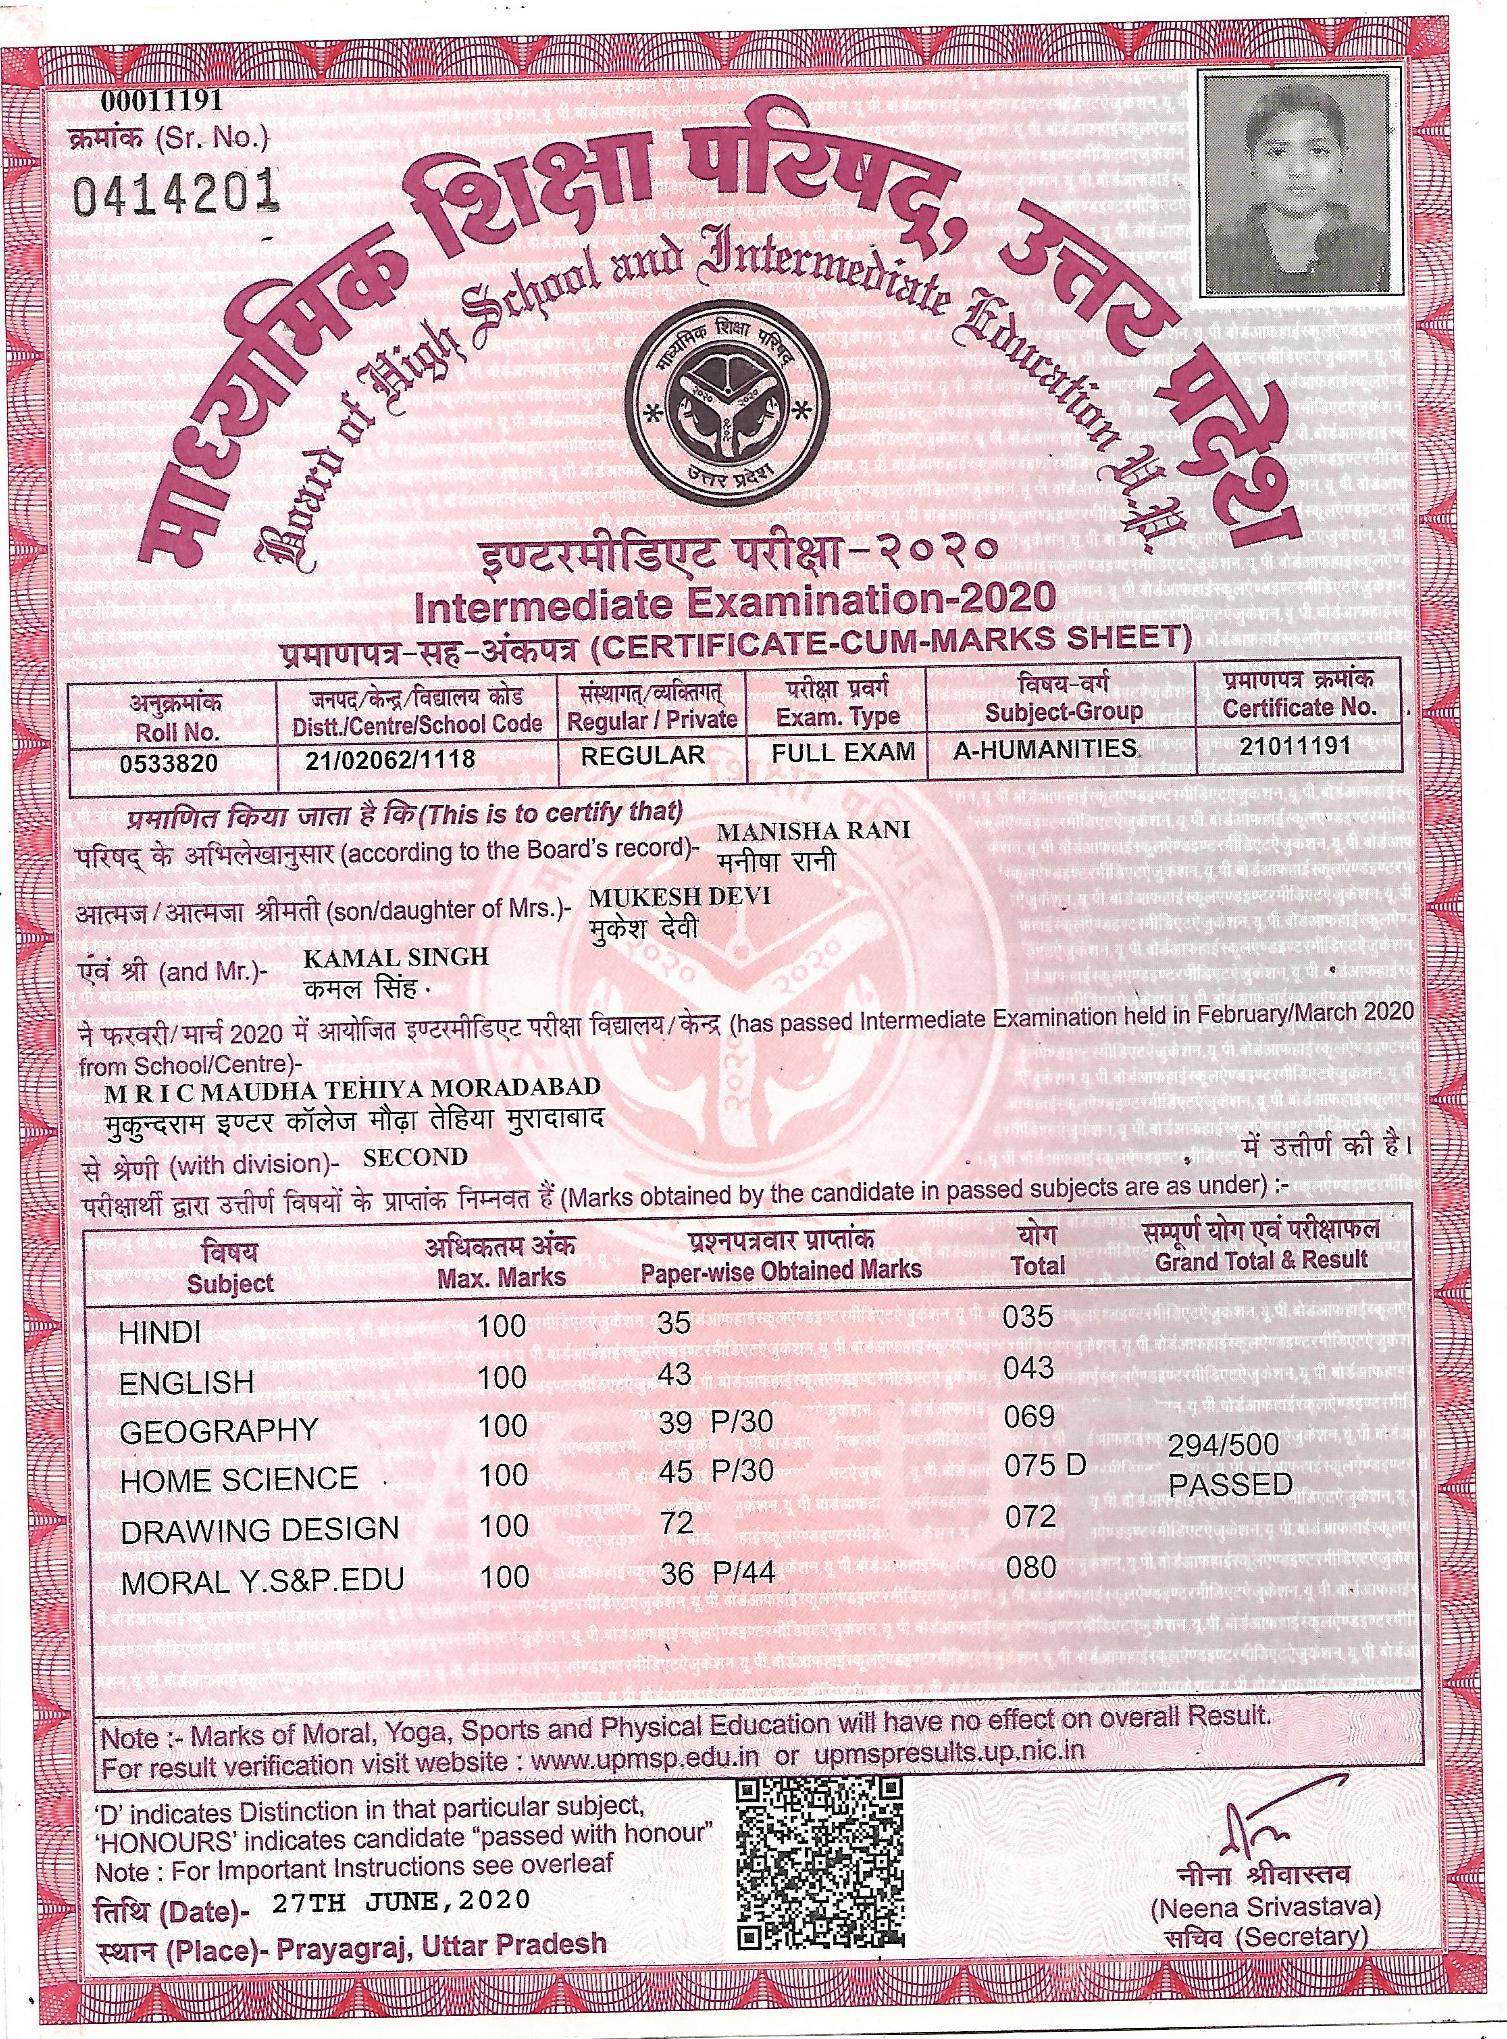 00011191
क्रमांक (Sr. No.)
0414201
माध्यमिक शिक्षा परिषद्, उत्तर प्रदेश
Board of High School and Intermediate Education U.P.
माध्यमिक शिक्षा परिषद
उत्तर प्रदेश
इण्टरमीडिएट परीक्षा-२०२०
Intermediate Examination-2020
प्रमाणपत्र-सह-अंकपत्र (CERTIFICATE-CUM-MARKS SHEET)
अनुक्रमांक जनपद/केन्द्र/विद्यालय कोड संस्थागत्/व्यक्तिगत् परीक्षा प्रवर्ग विषय-वर्ग प्रमाणपत्र क्रमांक
Roll No. Distt./Centre/School Code Regular / Private Exam. Type Subject-Group Certificate No.
0533820 21/02062/1118 REGULAR FULL EXAM A-HUMANITIES 21011191
प्रमाणित किया जाता है कि (This is to certify that)
परिषद् के अभिलेखानुसार (according to the Board's record)- MANISHA RANI
मनीषा रानी
आत्मज/आत्मजा श्रीमती (son/daughter of Mrs.)- MUKESH DEVI
मुकेश देवी
एवं श्री (and Mr.)- KAMAL SINGH
कमल सिंह
ने फरवरी/मार्च 2020 में आयोजित इण्टरमीडिएट परीक्षा विद्यालय/केन्द्र (has passed Intermediate Examination held in February/March 2020
from School/Centre)-
M R I C MAUDHA TEHIYA MORADABAD
मुकुन्दराम इण्टर कॉलेज मौढ़ा तेहिया मुरादाबाद
से श्रेणी (with division)- SECOND में उत्तीर्ण की है।
परीक्षार्थी द्वारा उत्तीर्ण विषयों के प्राप्तांक निम्नवत हैं (Marks obtained by the candidate in passed subjects are as under) :-
विषय अधिकतम अंक प्रश्नपत्रवार प्राप्तांक योग सम्पूर्ण योग एवं परीक्षाफल
Subject Max. Marks Paper-wise Obtained Marks Total Grand Total & Result
HINDI 100 35 035
ENGLISH 100 43 043
GEOGRAPHY 100 39 P/30 069
294/500
HOME SCIENCE 100 45 P/30 075 D
PASSED
DRAWING DESIGN 100 72 072
MORAL Y.S&P.EDU 100 36 P/44 080
Note :- Marks of Moral, Yoga, Sports and Physical Education will have no effect on overall Result.
For result verification visit website : www.upmsp.edu.in or upmspresults.up.nic.in
'D' indicates Distinction in that particular subject,
'HONOURS' indicates candidate "passed with honour"
Note : For Important Instructions see overleaf
तिथि (Date)- 27TH JUNE,2020
स्थान (Place)- Prayagraj, Uttar Pradesh
नीना श्रीवास्तव
(Neena Srivastava)
सचिव (Secretary)